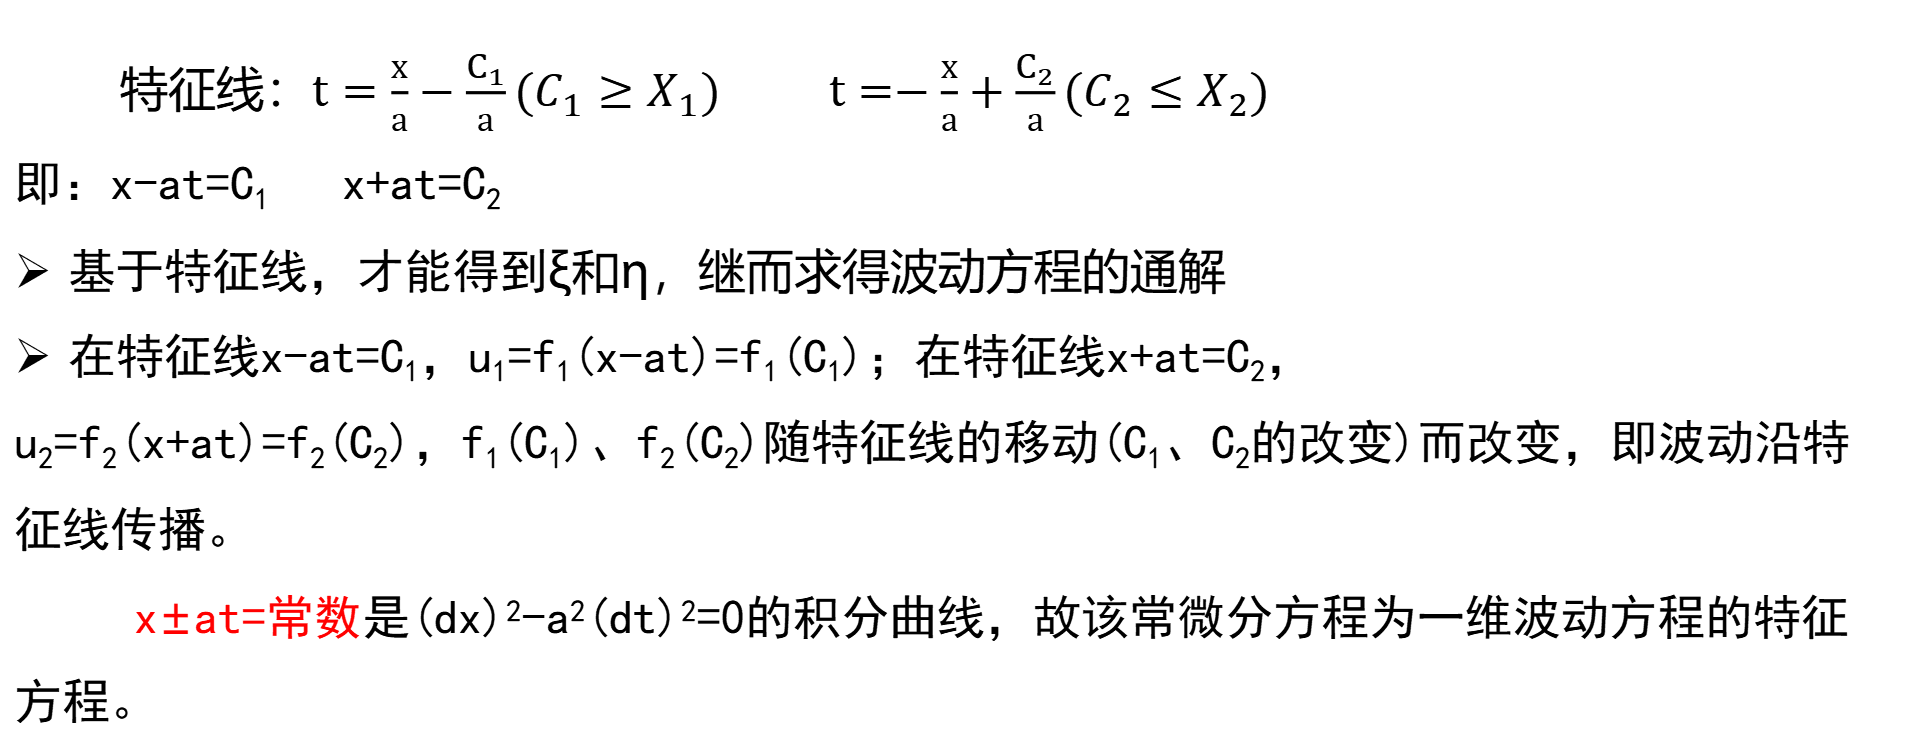 特征线：t = x/a − C₁/a (C₁ ≥ X₁)　　t = − x/a + C₂/a (C₂ ≤ X₂)
即：x-at=C₁　x+at=C₂
➢ 基于特征线，才能得到ξ和η，继而求得波动方程的通解
➢ 在特征线x-at=C₁，u₁=f₁(x-at)=f₁(C₁)；在特征线x+at=C₂，
u₂=f₂(x+at)=f₂(C₂)，f₁(C₁)、f₂(C₂)随特征线的移动(C₁、C₂的改变)而改变，即波动沿特
征线传播。
x±at=常数是(dx)²-a²(dt)²=0的积分曲线，故该常微分方程为一维波动方程的特征
方程。